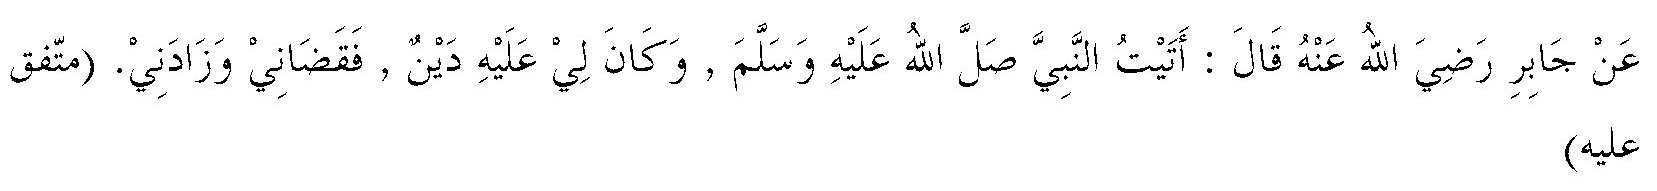 عَنْ جَابِرِ رَضِيَ اللهُ عَنْهُ قَالَ : أَتَيْتُ النَّبِيَّ صَلَّ اللهُ عَلَيْهِ وَسَلَّمَ , وَكَانَ لِيْ عَلَيْهِ دَيْنٌ , فَقَضَانِيْ وَزَادَنِيْ. (متّفق
عليه)